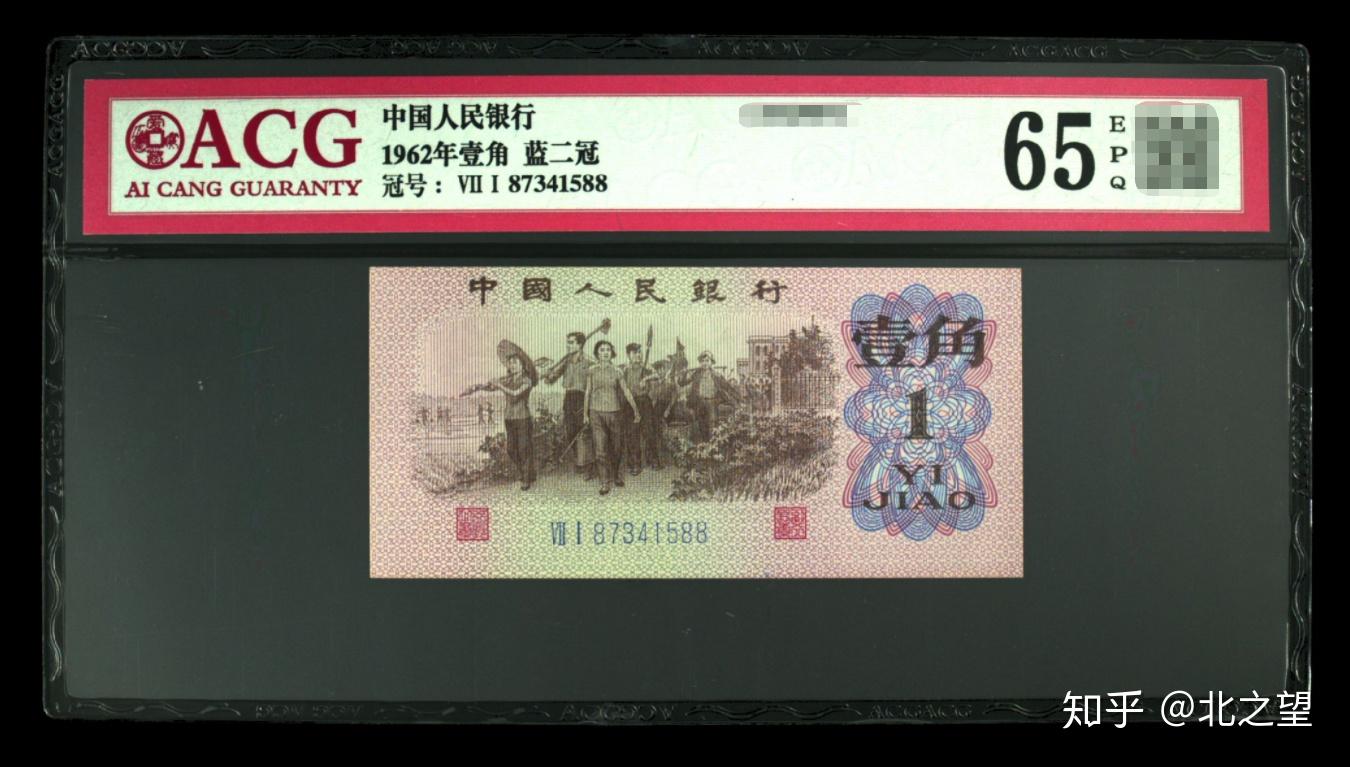 ACG
AI CANG GUARANTY
中国人民银行
1962年壹角 蓝二冠
冠号：Ⅶ Ⅰ 87341588
65
E
P
Q
中國人民銀行
壹角
1
YI
JIAO
Ⅶ Ⅰ 87341588
知乎 @北之望